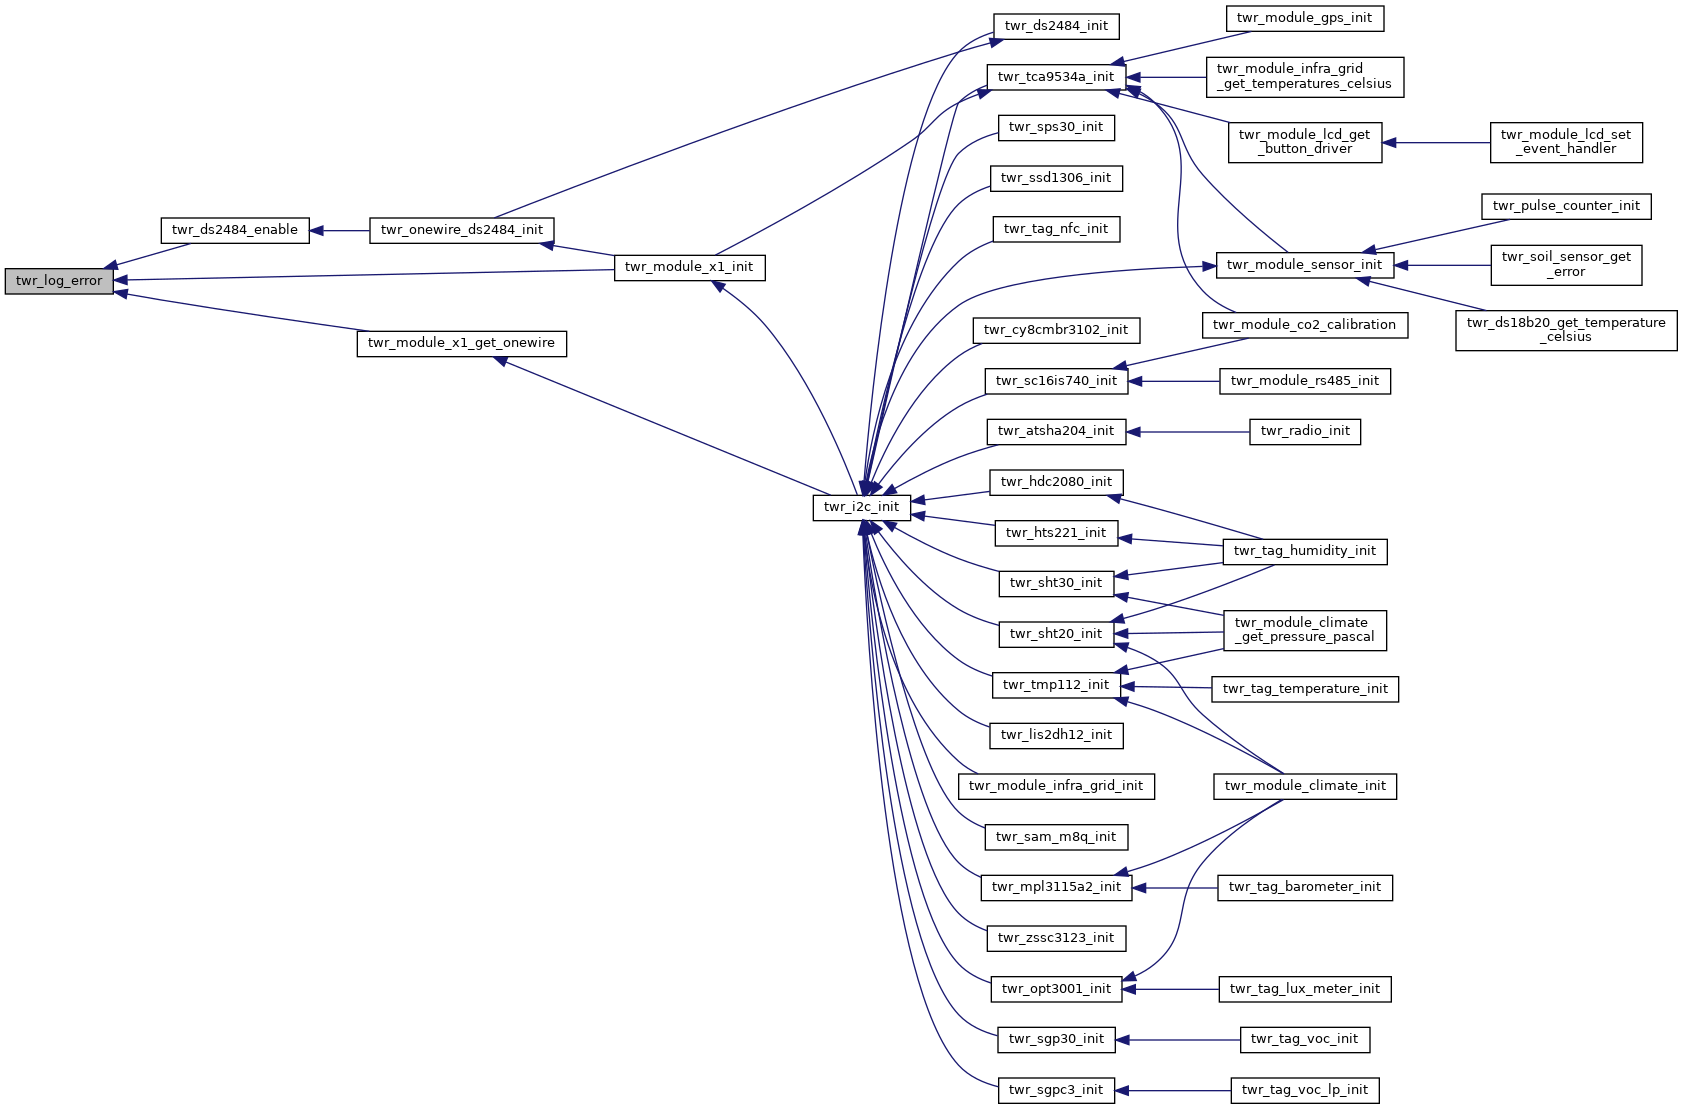 twr_log_error
twr_ds2484_enable
twr_module_x1_get_onewire
twr_onewire_ds2484_init
twr_module_x1_init
twr_i2c_init
twr_ds2484_init
twr_tca9534a_init
twr_sps30_init
twr_ssd1306_init
twr_tag_nfc_init
twr_cy8cmbr3102_init
twr_sc16is740_init
twr_atsha204_init
twr_hdc2080_init
twr_hts221_init
twr_sht30_init
twr_sht20_init
twr_tmp112_init
twr_lis2dh12_init
twr_module_infra_grid_init
twr_sam_m8q_init
twr_mpl3115a2_init
twr_zssc3123_init
twr_opt3001_init
twr_sgp30_init
twr_sgpc3_init
twr_module_gps_init
twr_module_infra_grid
_get_temperatures_celsius
twr_module_lcd_get
_button_driver
twr_module_sensor_init
twr_module_co2_calibration
twr_module_rs485_init
twr_radio_init
twr_tag_humidity_init
twr_module_climate
_get_pressure_pascal
twr_tag_temperature_init
twr_module_climate_init
twr_tag_barometer_init
twr_tag_lux_meter_init
twr_tag_voc_init
twr_tag_voc_lp_init
twr_module_lcd_set
_event_handler
twr_pulse_counter_init
twr_soil_sensor_get
_error
twr_ds18b20_get_temperature
_celsius